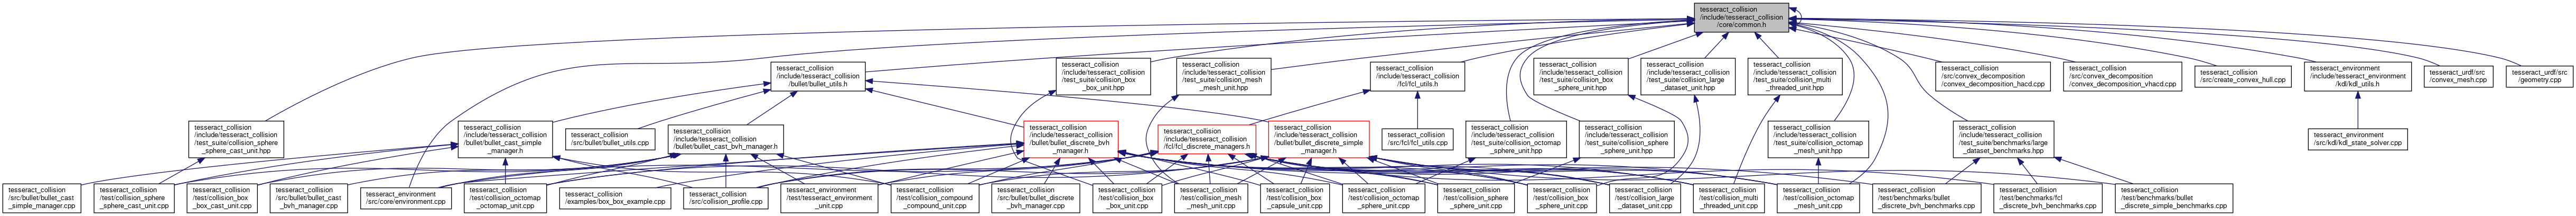 tesseract_collision
/include/tesseract_collision
/core/common.h
tesseract_collision
/include/tesseract_collision
/bullet/bullet_utils.h
tesseract_collision
/include/tesseract_collision
/test_suite/collision_box
_box_unit.hpp
tesseract_collision
/include/tesseract_collision
/test_suite/collision_mesh
_mesh_unit.hpp
tesseract_collision
/include/tesseract_collision
/fcl/fcl_utils.h
tesseract_collision
/include/tesseract_collision
/test_suite/collision_box
_sphere_unit.hpp
tesseract_collision
/include/tesseract_collision
/test_suite/collision_large
_dataset_unit.hpp
tesseract_collision
/include/tesseract_collision
/test_suite/collision_multi
_threaded_unit.hpp
tesseract_collision
/src/convex_decomposition
/convex_decomposition_hacd.cpp
tesseract_collision
/src/convex_decomposition
/convex_decomposition_vhacd.cpp
tesseract_collision
/src/create_convex_hull.cpp
tesseract_environment
/include/tesseract_environment
/kdl/kdl_utils.h
tesseract_urdf/src
/convex_mesh.cpp
tesseract_urdf/src
/geometry.cpp
tesseract_collision
/include/tesseract_collision
/test_suite/collision_sphere
_sphere_cast_unit.hpp
tesseract_collision
/include/tesseract_collision
/bullet/bullet_cast_simple
_manager.h
tesseract_collision
/src/bullet/bullet_utils.cpp
tesseract_collision
/include/tesseract_collision
/bullet/bullet_cast_bvh_manager.h
tesseract_collision
/include/tesseract_collision
/bullet/bullet_discrete_bvh
_manager.h
tesseract_collision
/include/tesseract_collision
/fcl/fcl_discrete_managers.h
tesseract_collision
/include/tesseract_collision
/bullet/bullet_discrete_simple
_manager.h
tesseract_collision
/src/fcl/fcl_utils.cpp
tesseract_collision
/include/tesseract_collision
/test_suite/collision_octomap
_sphere_unit.hpp
tesseract_collision
/include/tesseract_collision
/test_suite/collision_sphere
_sphere_unit.hpp
tesseract_collision
/include/tesseract_collision
/test_suite/collision_octomap
_mesh_unit.hpp
tesseract_collision
/include/tesseract_collision
/test_suite/benchmarks/large
_dataset_benchmarks.hpp
tesseract_environment
/src/kdl/kdl_state_solver.cpp
tesseract_collision
/src/bullet/bullet_cast
_simple_manager.cpp
tesseract_collision
/test/collision_sphere
_sphere_cast_unit.cpp
tesseract_collision
/test/collision_box
_box_cast_unit.cpp
tesseract_collision
/src/bullet/bullet_cast
_bvh_manager.cpp
tesseract_environment
/src/core/environment.cpp
tesseract_collision
/test/collision_octomap
_octomap_unit.cpp
tesseract_collision
/examples/box_box_example.cpp
tesseract_collision
/src/collision_profile.cpp
tesseract_environment
/test/tesseract_environment
_unit.cpp
tesseract_collision
/test/collision_compound
_compound_unit.cpp
tesseract_collision
/src/bullet/bullet_discrete
_bvh_manager.cpp
tesseract_collision
/test/collision_box
_box_unit.cpp
tesseract_collision
/test/collision_mesh
_mesh_unit.cpp
tesseract_collision
/test/collision_box
_capsule_unit.cpp
tesseract_collision
/test/collision_octomap
_sphere_unit.cpp
tesseract_collision
/test/collision_sphere
_sphere_unit.cpp
tesseract_collision
/test/collision_box
_sphere_unit.cpp
tesseract_collision
/test/collision_large
_dataset_unit.cpp
tesseract_collision
/test/collision_multi
_threaded_unit.cpp
tesseract_collision
/test/collision_octomap
_mesh_unit.cpp
tesseract_collision
/test/benchmarks/bullet
_discrete_bvh_benchmarks.cpp
tesseract_collision
/test/benchmarks/fcl
_discrete_bvh_benchmarks.cpp
tesseract_collision
/test/benchmarks/bullet
_discrete_simple_benchmarks.cpp